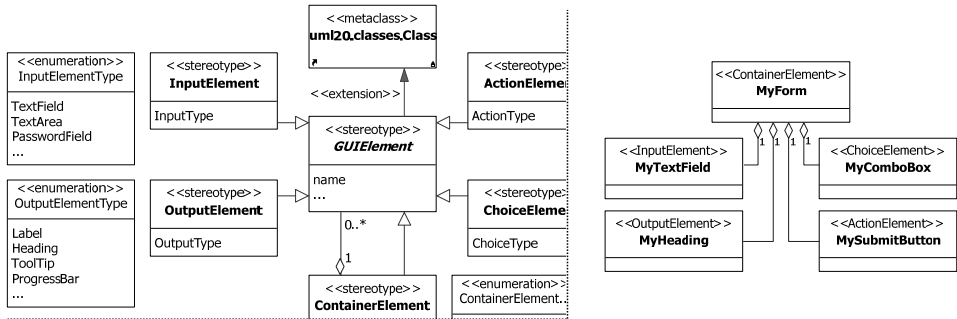 <<enumeration>>
InputElementType
TextField
TextArea
PasswordField
...
<<enumeration>>
OutputElementType
Label
Heading
ToolTip
ProgressBar
...
<<stereotype>>
InputElement
InputType
<<stereotype>>
OutputElement
OutputType
<<metaclass>>
uml20.classes.Class
<<extension>>
<<stereotype>>
GUIElement
name
...
0..*
1
<<stereotype>>
ContainerElement
<<stereotype>
ActionEleme
ActionType
<<stereotype>
ChoiceEleme
ChoiceType
<<enumeration>>
ContainerElement..
<<ContainerElement>>
MyForm
1 1 1 1
<<InputElement>>
MyTextField
<<ChoiceElement>>
MyComboBox
<<OutputElement>>
MyHeading
<<ActionElement>>
MySubmitButton